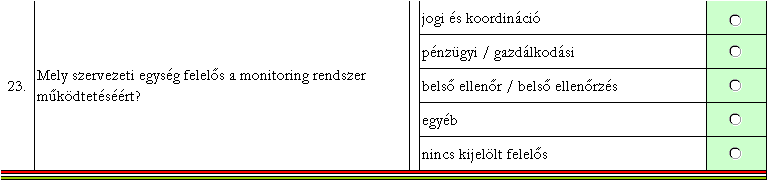 23.
Mely szervezeti egység felelős a monitoring rendszer
működtetéséért?
jogi és koordináció
pénzügyi / gazdálkodási
belső ellenőr / belső ellenőrzés
egyéb
nincs kijelölt felelős